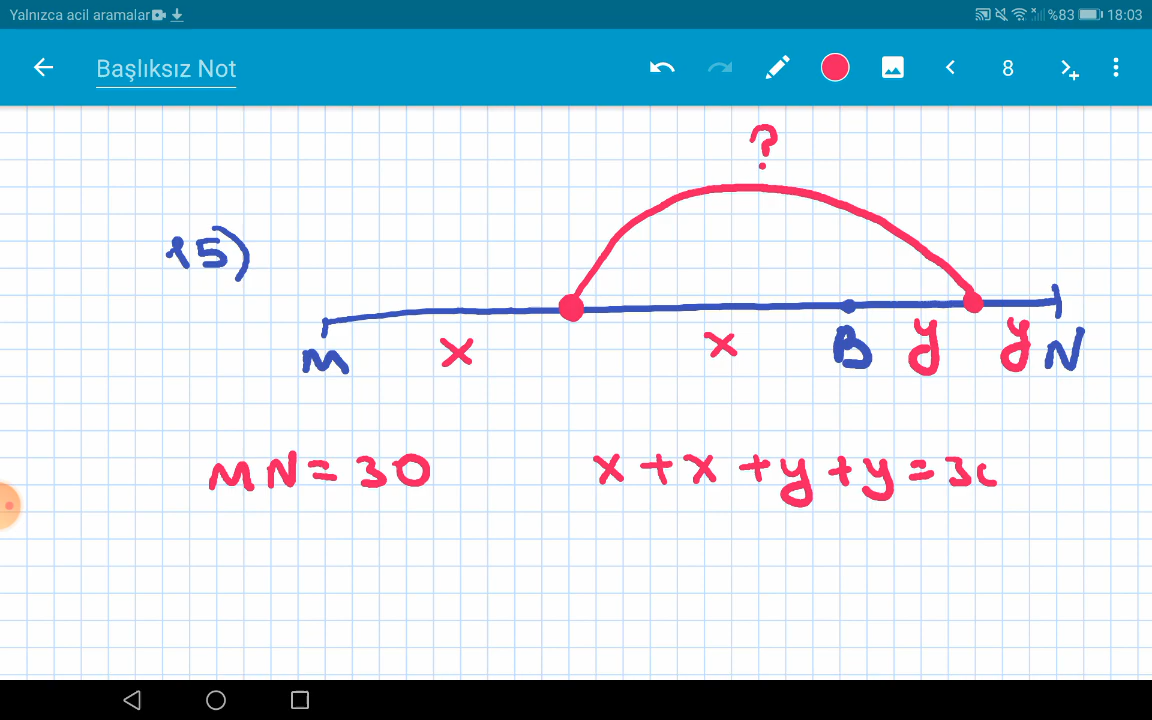 Yalnızca acil aramalar %83 18:03
Başlıksız Not 8
?
15)
M x x B y y N
MN=30 x+x+y+y=30